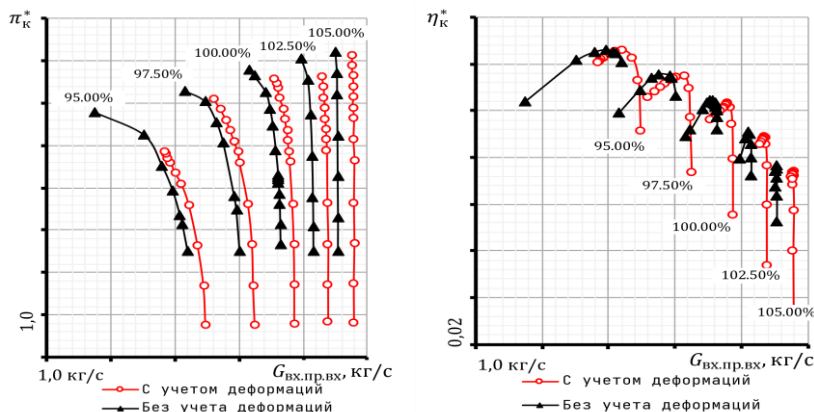 π*к
105.00%
102.50%
100.00%
97.50%
95.00%
1,0
1,0 кг/с
Gвх.пр.вх, кг/с
С учетом деформаций
Без учета деформаций
η*к
95.00%
97.50%
100.00%
102.50%
105.00%
0,02
1,0 кг/с
Gвх.пр.вх, кг/с
С учетом деформаций
Без учета деформаций